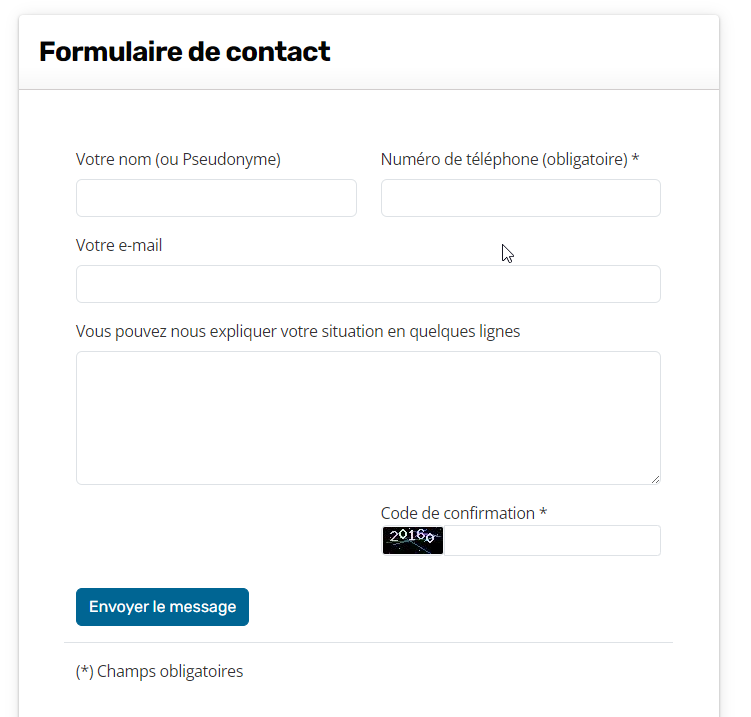 Formulaire de contact
Votre nom (ou Pseudonyme)
Numéro de téléphone (obligatoire) *
Votre e-mail
Vous pouvez nous expliquer votre situation en quelques lignes
Code de confirmation *
20160
Envoyer le message
(*) Champs obligatoires